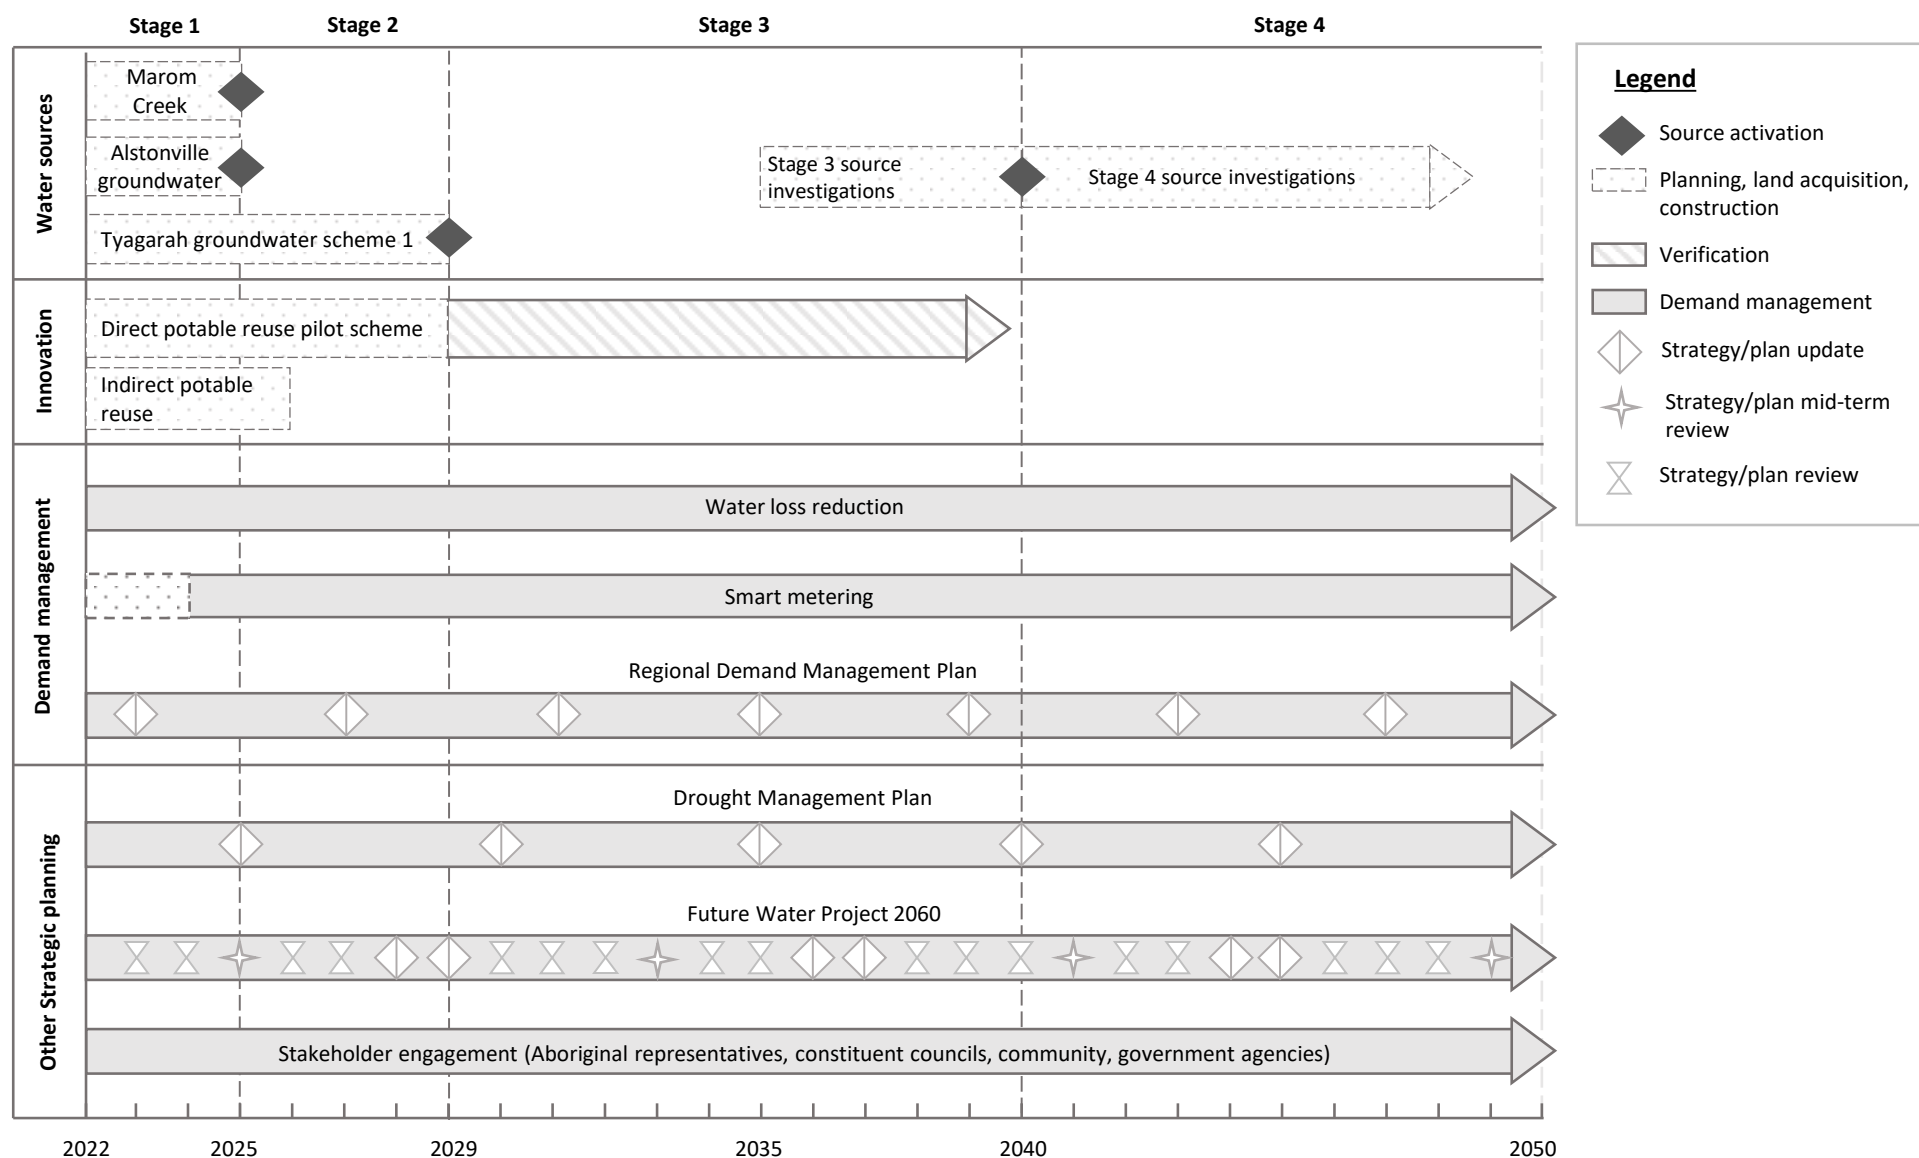 Stage 1
Stage 2
Stage 3
Stage 4
Water sources
Marom
Creek
Alstonville
groundwater
Tyagarah groundwater scheme 1
Stage 3 source
investigations
Stage 4 source investigations
Innovation
Direct potable reuse pilot scheme
Indirect potable
reuse
Demand management
Water loss reduction
Smart metering
Regional Demand Management Plan
Other Strategic planning
Drought Management Plan
Future Water Project 2060
Stakeholder engagement (Aboriginal representatives, constituent councils, community, government agencies)
2022
2025
2029
2035
2040
2050
Legend
Source activation
Planning, land acquisition,
construction
Verification
Demand management
Strategy/plan update
Strategy/plan mid-term
review
Strategy/plan review